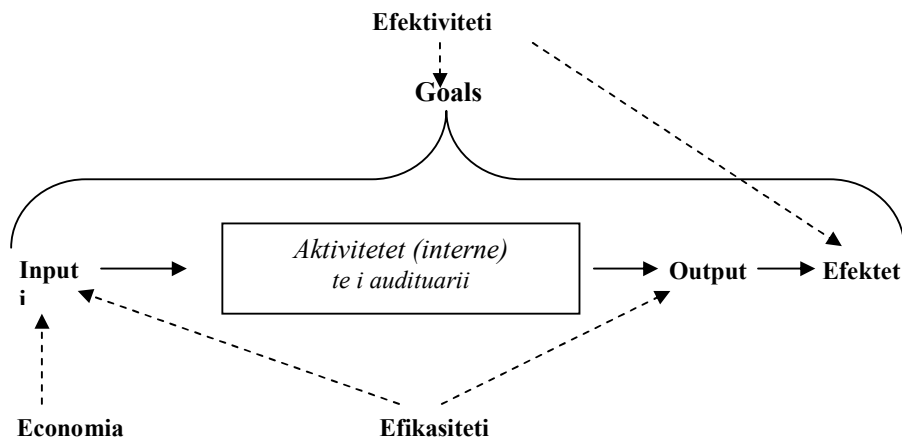 Efektiviteti
Goals
Aktivitetet (interne)
te i audituarii
Input
i
Output
Efektet
Economia
Efikasiteti